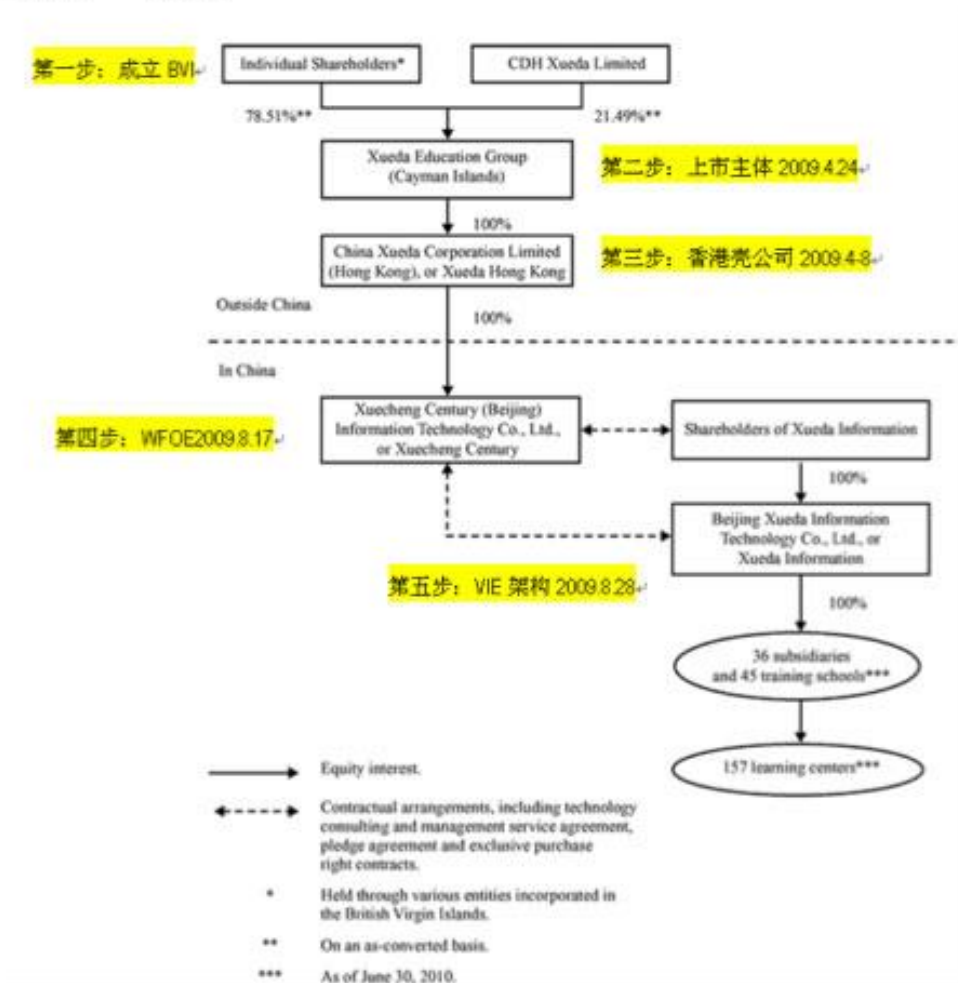 第一步：成立 BVI
Individual Shareholders*
CDH Xueda Limited
78.51%**
21.49%**
Xueda Education Group
(Cayman Islands)
第二步：上市主体 2009.4.24
100%
China Xueda Corporation Limited
(Hong Kong), or Xueda Hong Kong
第三步：香港壳公司 2009.4-8
Outside China
100%
In China
第四步：WFOE2009.8.17
Xuecheng Century (Beijing)
Information Technology Co., Ltd.,
or Xuecheng Century
Shareholders of Xueda Information
100%
Beijing Xueda Information
Technology Co., Ltd., or
Xueda Information
第五步：VIE 架构 2009.8.28
100%
36 subsidiaries
and 45 training schools***
157 learning centers***
Equity interest.
Contractual arrangements, including technology
consulting and management service agreement,
pledge agreement and exclusive purchase
right contracts.
* Held through various entities incorporated in
the British Virgin Islands.
** On an as-converted basis.
*** As of June 30, 2010.